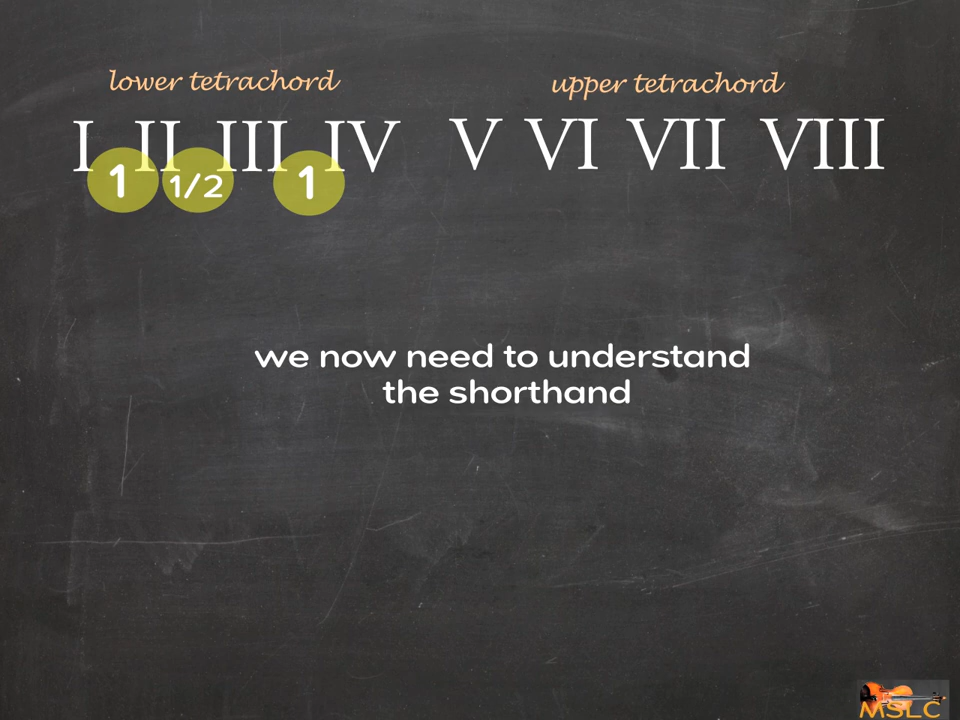 lower tetrachord
upper tetrachord
I II III IV V VI VII VIII
1 1/2 1
we now need to understand
the shorthand
MSLC